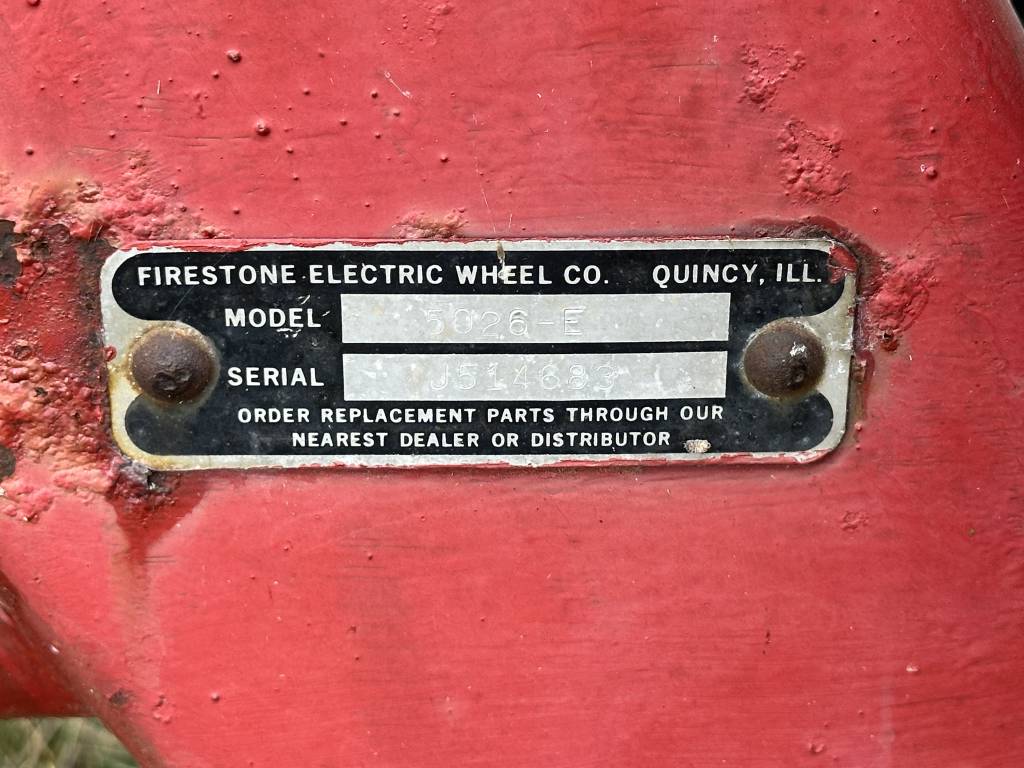 FIRESTONE ELECTRIC WHEEL CO. QUINCY, ILL.
MODEL 5026-E
SERIAL J514683
ORDER REPLACEMENT PARTS THROUGH OUR
NEAREST DEALER OR DISTRIBUTOR